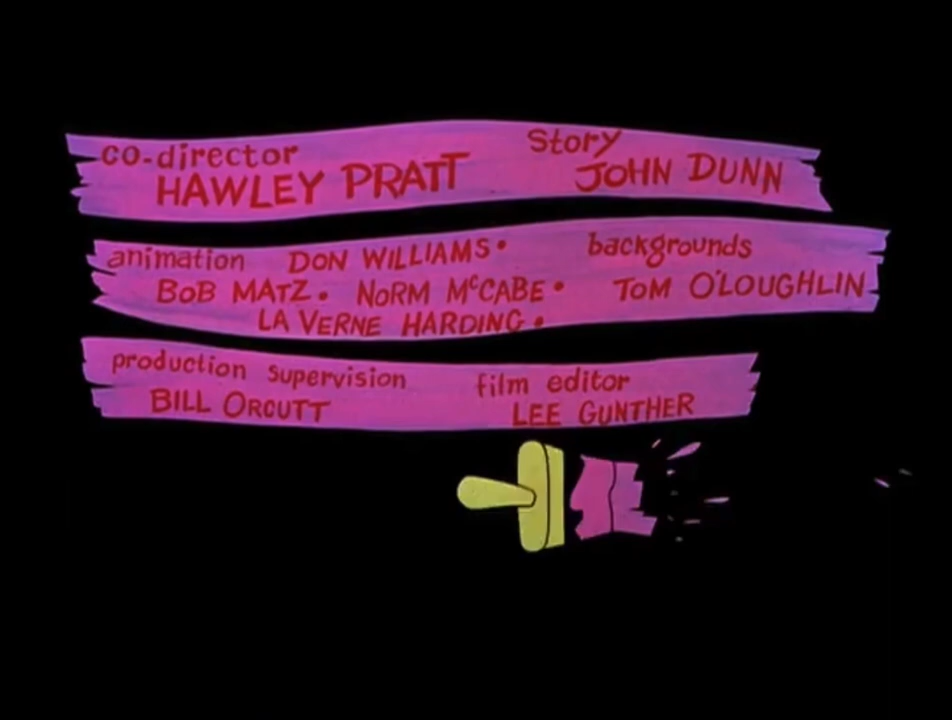 co-director
HAWLEY PRATT
Story
JOHN DUNN
animation DON WILLIAMS •
BOB MATZ • NORM McCABE •
LA VERNE HARDING •
backgrounds
TOM O'LOUGHLIN
production supervision
BILL ORCUTT
film editor
LEE GUNTHER